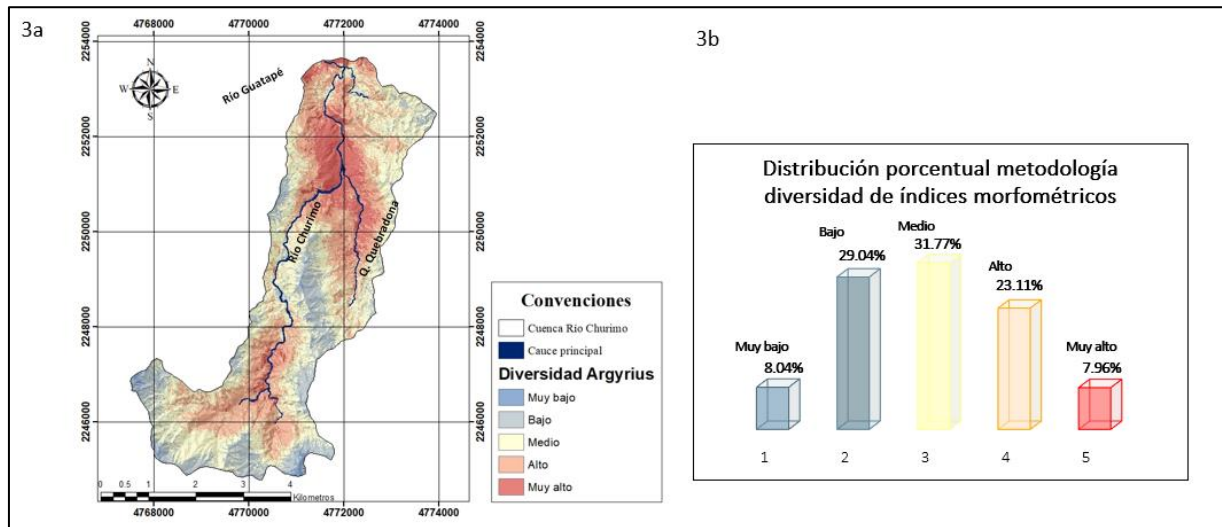 3a
4768000 4770000 4772000 4774000
2254000
2252000
2250000
2248000
2246000
N
W E
S
Río Guatapé
Río Churimo
Q. Quebradona
0 0.5 1 2 3 4
Kilometros
4768000 4770000 4772000 4774000
2254000
2252000
2250000
2248000
2246000
Convenciones
Cuenca Río Churimo
Cauce principal
Diversidad Argyrius
Muy bajo
Bajo
Medio
Alto
Muy alto
3b
Distribución porcentual metodología
diversidad de índices morfométricos
Muy bajo
8.04%
Bajo
29.04%
Medio
31.77%
Alto
23.11%
Muy alto
7.96%
1 2 3 4 5